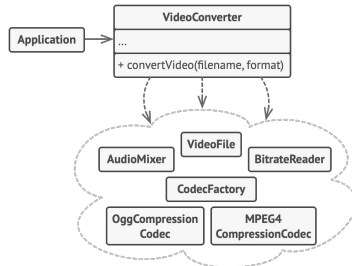 VideoConverter
Application
...
+ convertVideo(filename, format)
VideoFile
AudioMixer
BitrateReader
CodecFactory
OggCompression
Codec
MPEG4
CompressionCodec